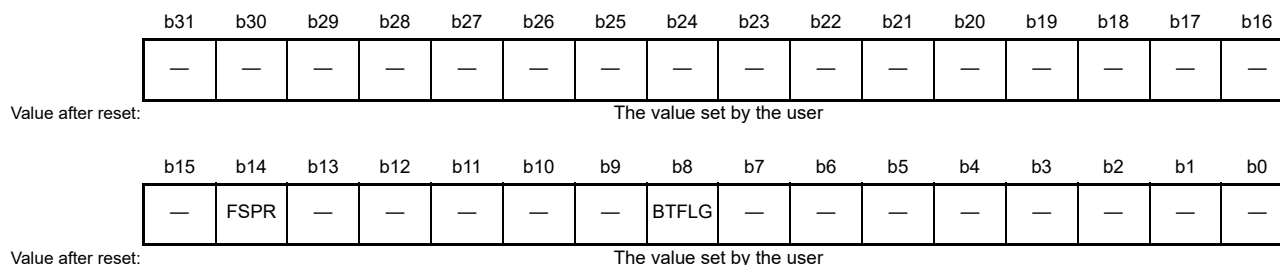 b31 b30 b29 b28 b27 b26 b25 b24 b23 b22 b21 b20 b19 b18 b17 b16
— — — — — — — — — — — — — — — —
Value after reset: The value set by the user
b15 b14 b13 b12 b11 b10 b9 b8 b7 b6 b5 b4 b3 b2 b1 b0
— FSPR — — — — — BTFLG — — — — — — — —
Value after reset: The value set by the user